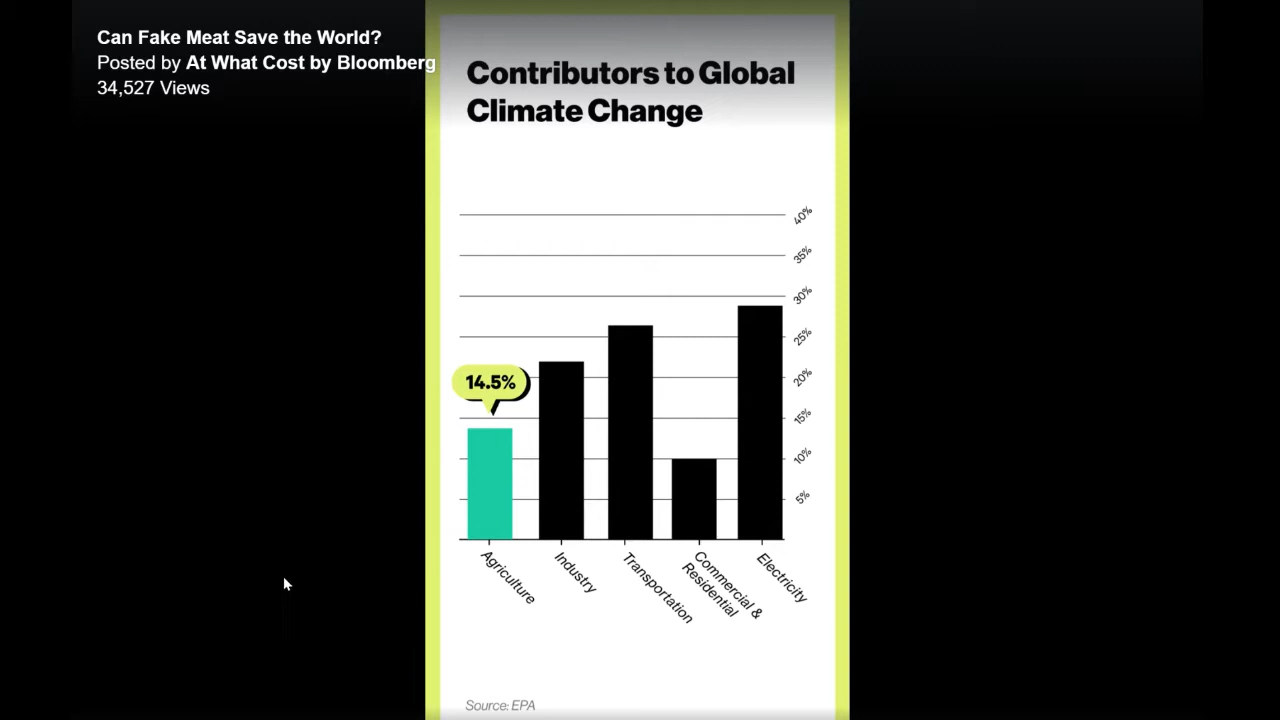 Can Fake Meat Save the World?
Posted by At What Cost by Bloomberg
34,527 Views
Contributors to Global
Climate Change
40%
35%
30%
25%
20%
14.5%
15%
10%
5%
Agriculture
Industry
Transportation
Commercial &
Residential
Electricity
Source: EPA